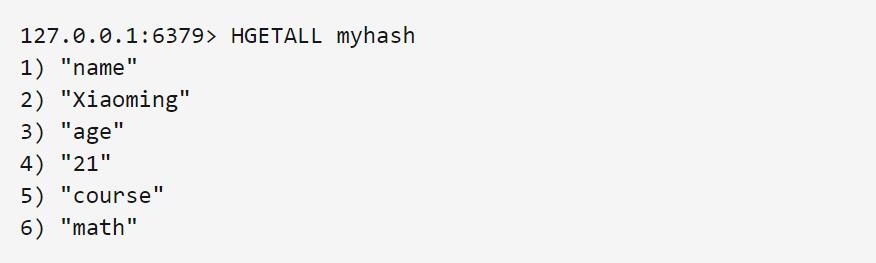 127.0.0.1:6379> HGETALL myhash
1) "name"
2) "Xiaoming"
3) "age"
4) "21"
5) "course"
6) "math"